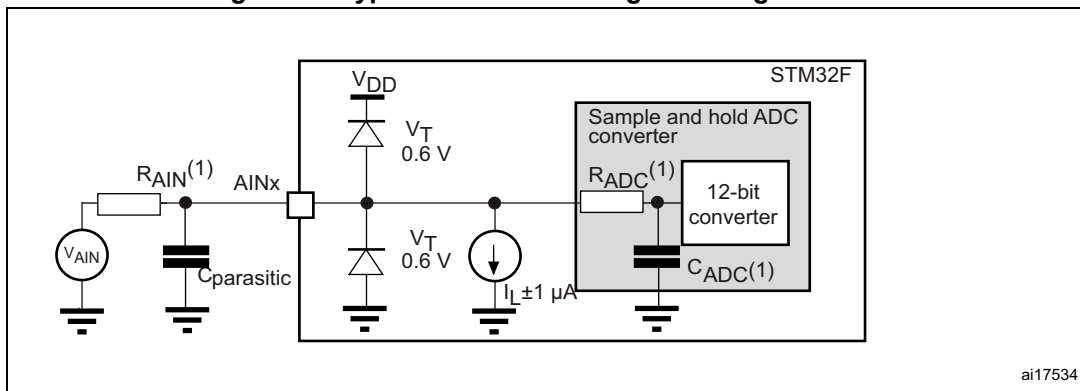 STM32F
VDD
VT
0.6 V
Sample and hold ADC
converter
RAIN(1)
AINx
RADC(1)
12-bit
converter
VAIN
Cparasitic
VT
0.6 V
IL±1 µA
CADC(1)
ai17534